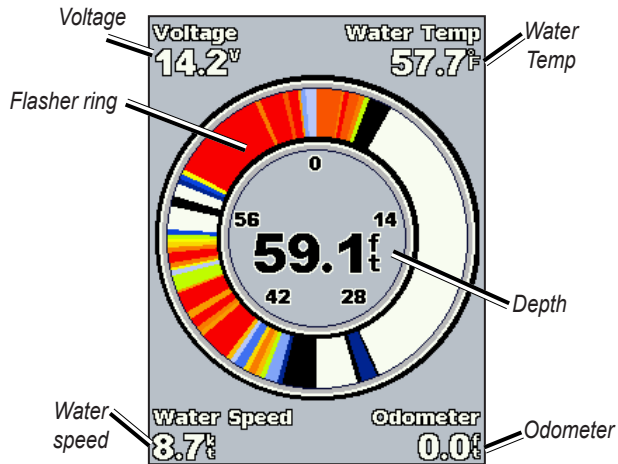 Voltage
Voltage Water Temp
14.2V 57.7°F
Water
Temp
Flasher ring
0
56 14
59.1ft
42 28
Depth
Water
speed
Water Speed Odometer
8.7kt 0.0ft
Odometer